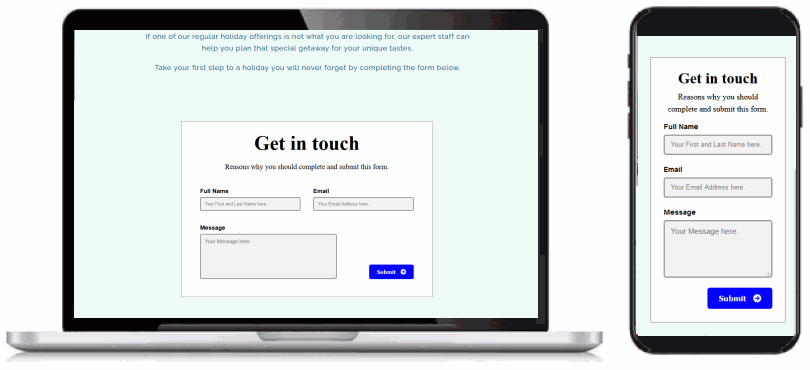 If one of our regular holiday offerings is not what you are looking for, our expert staff can
help you plan that special getaway for your unique tastes.
Take your first step to a holiday you will never forget by completing the form below.
Get in touch
Reasons why you should complete and submit this form.
Full Name
Email
Your First and Last Name here.
Your Email Address here.
Message
Your Message here.
Submit
Get in touch
Reasons why you should
complete and submit this form.
Full Name
Your First and Last Name here.
Email
Your Email Address here.
Message
Your Message here.
Submit